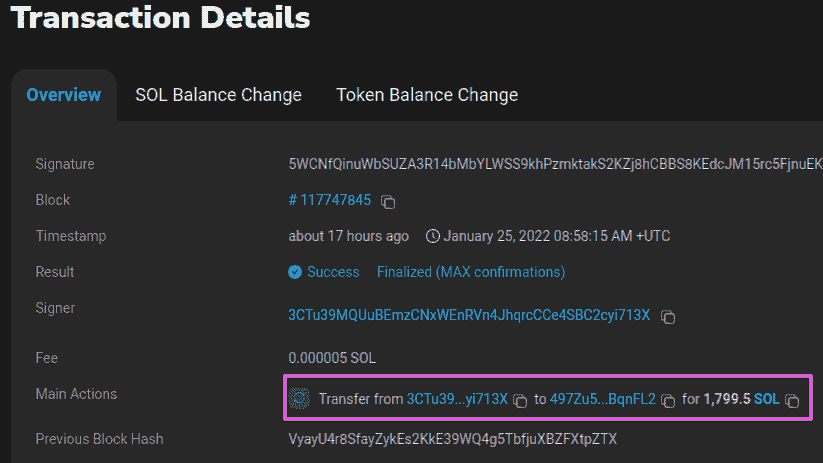 Transaction Details
Overview SOL Balance Change Token Balance Change
Signature 5WCNfQinuWbSUZA3R14bMbYLWSS9khPzmktakS2KZj8hCBBS8KEdcJM15rc5FjnuEK
Block # 117747845
Timestamp about 17 hours ago January 25, 2022 08:58:15 AM +UTC
Result Success Finalized (MAX confirmations)
Signer 3CTu39MQUuBEmzCNxWEnRVn4JhqrcCCe4SBC2cyi713X
Fee 0.000005 SOL
Main Actions Transfer from 3CTu39...yi713X to 497Zu5...BqnFL2 for 1,799.5 SOL
Previous Block Hash VyayU4r8SfayZykEs2KkE39WQ4g5TbfjuXBZFXtpZTX